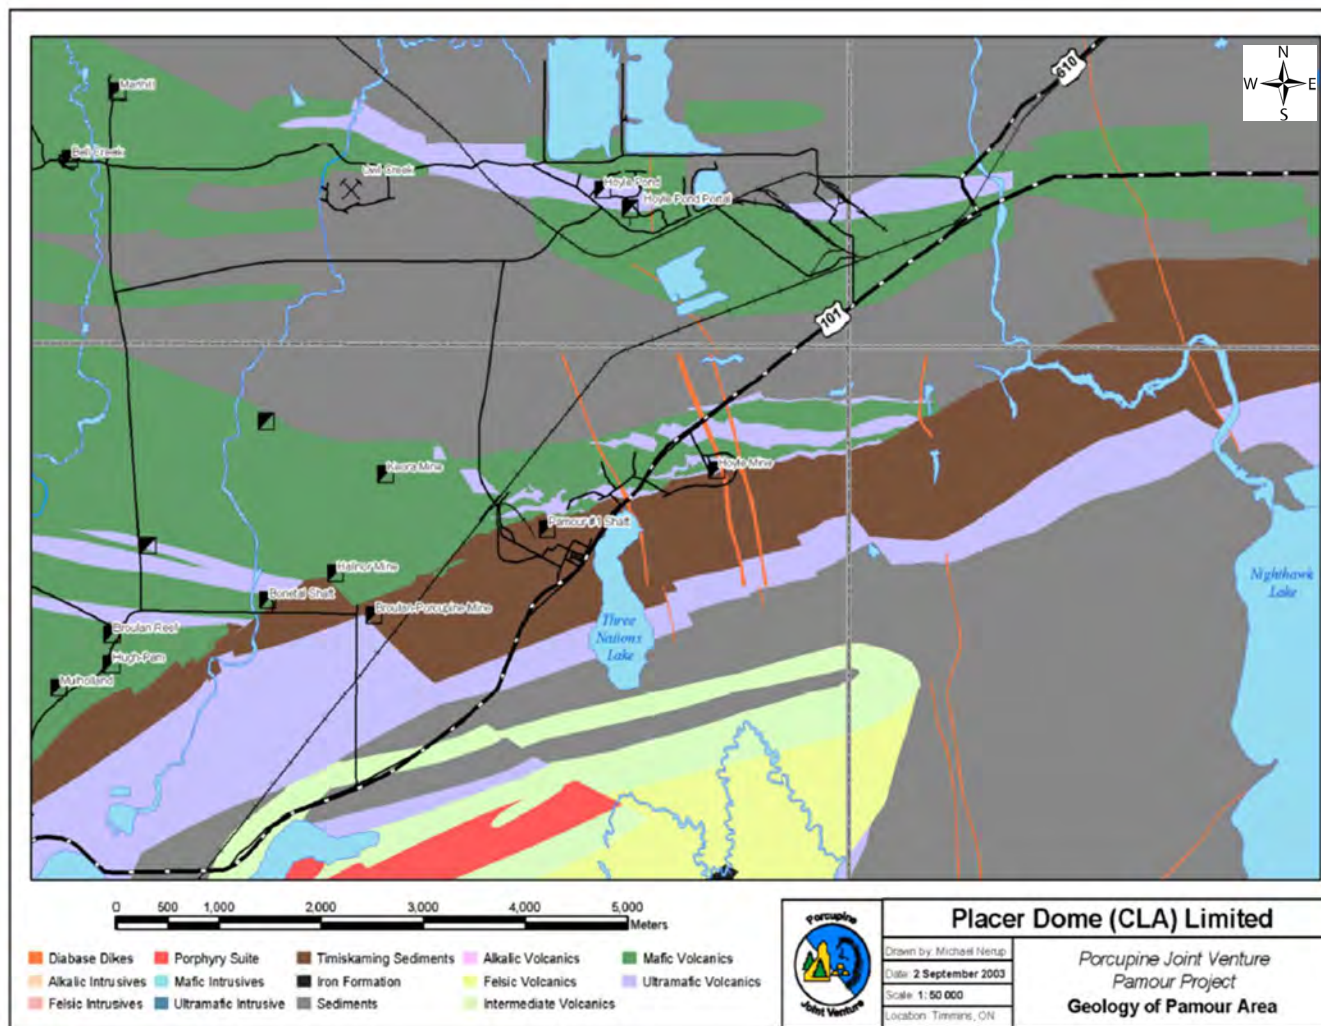 N
W E
S
610
Marlhill
Bell Creek
Owl Creek
Hoyle Pond
Hoyle Pond Portal
101
Keora Mine
Hoyle Mine
Pamour #1 Shaft
Hallnor Mine
Bonetal Shaft
Broulan-Porcupine Mine
Broulan Reef
Hugh-Pam
Mulholland
Three
Nations
Lake
Nighthawk
Lake
0 500 1,000 2,000 3,000 4,000 5,000
Meters
Diabase Dikes
Alkalic Intrusives
Felsic Intrusives
Porphyry Suite
Mafic Intrusives
Ultramafic Intrusive
Timiskaming Sediments
Iron Formation
Sediments
Alkalic Volcanics
Felsic Volcanics
Intermediate Volcanics
Mafic Volcanics
Ultramafic Volcanics
Porcupine
Joint Venture
Placer Dome (CLA) Limited
Drawn by: Michael Nerup
Date: 2 September 2003
Scale: 1:50 000
Location: Timmins, ON
Porcupine Joint Venture
Pamour Project
Geology of Pamour Area